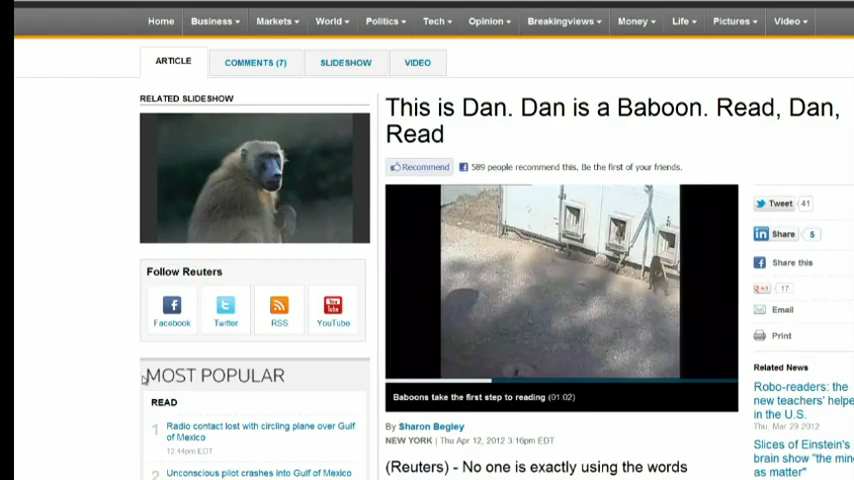 Home Business Markets World Politics Tech Opinion Breakingviews Money Life Pictures Video
ARTICLE COMMENTS (7) SLIDESHOW VIDEO
RELATED SLIDESHOW
Follow Reuters
Facebook Twitter RSS YouTube
MOST POPULAR
READ
1 Radio contact lost with circling plane over Gulf
of Mexico
12:44pm EDT
2 Unconscious pilot crashes into Gulf of Mexico
This is Dan. Dan is a Baboon. Read, Dan,
Read
Recommend 589 people recommend this. Be the first of your friends.
Baboons take the first step to reading (01:02)
By Sharon Begley
NEW YORK | Thu Apr 12, 2012 3:16pm EDT
(Reuters) - No one is exactly using the words
Tweet 41
in Share 5
Share this
+1 17
Email
Print
Related News
Robo-readers: the
new teachers' helpe
in the U.S.
Thu, Mar 29 2012
Slices of Einstein's
brain show "the min
as matter"